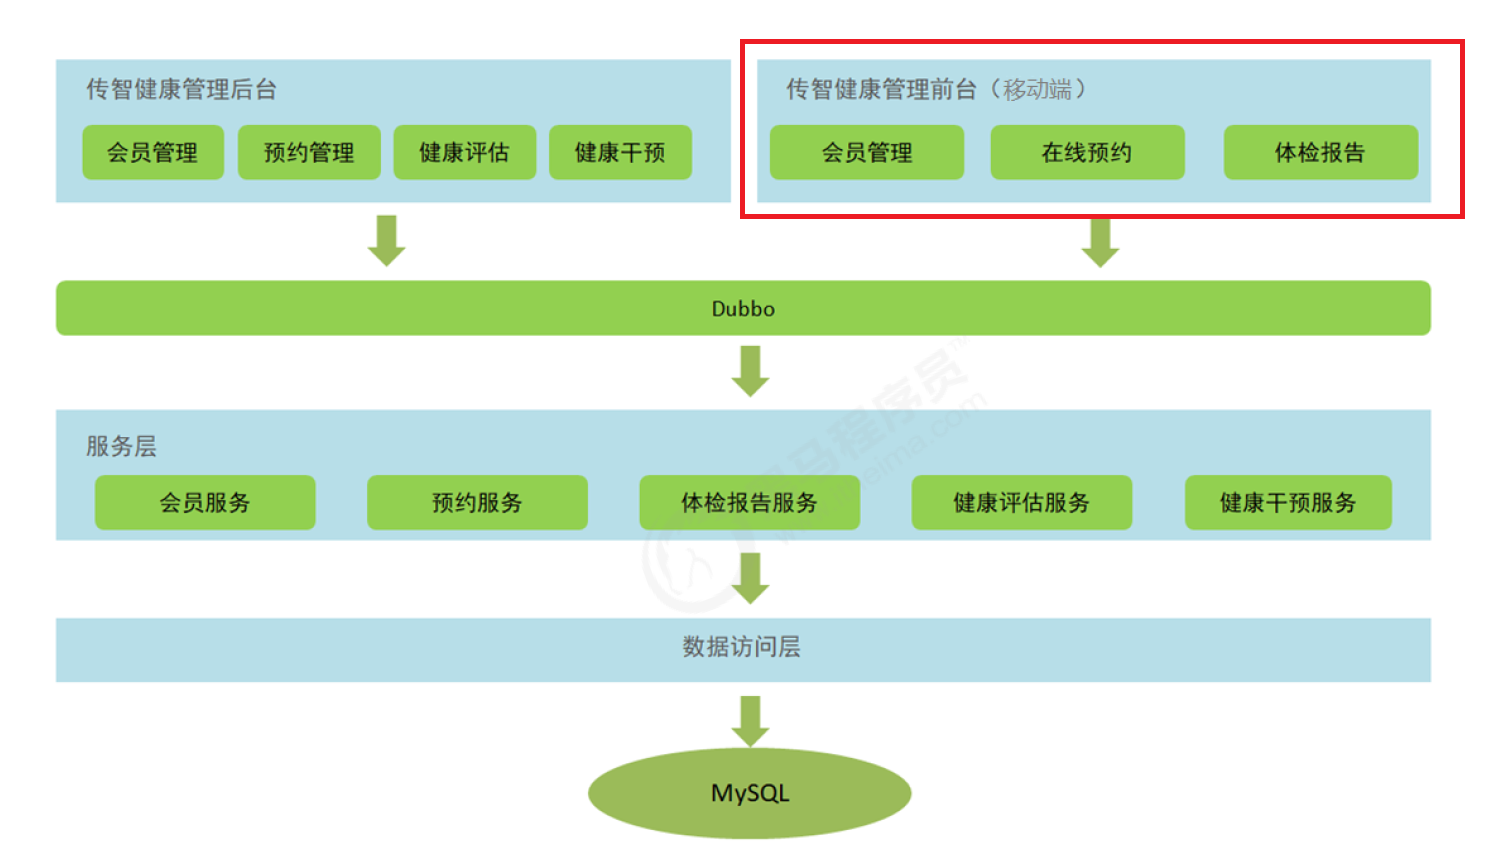 传智健康管理后台
会员管理 预约管理 健康评估 健康干预
传智健康管理前台（移动端）
会员管理 在线预约 体检报告
Dubbo
服务层
会员服务 预约服务 体检报告服务 健康评估服务 健康干预服务
数据访问层
MySQL